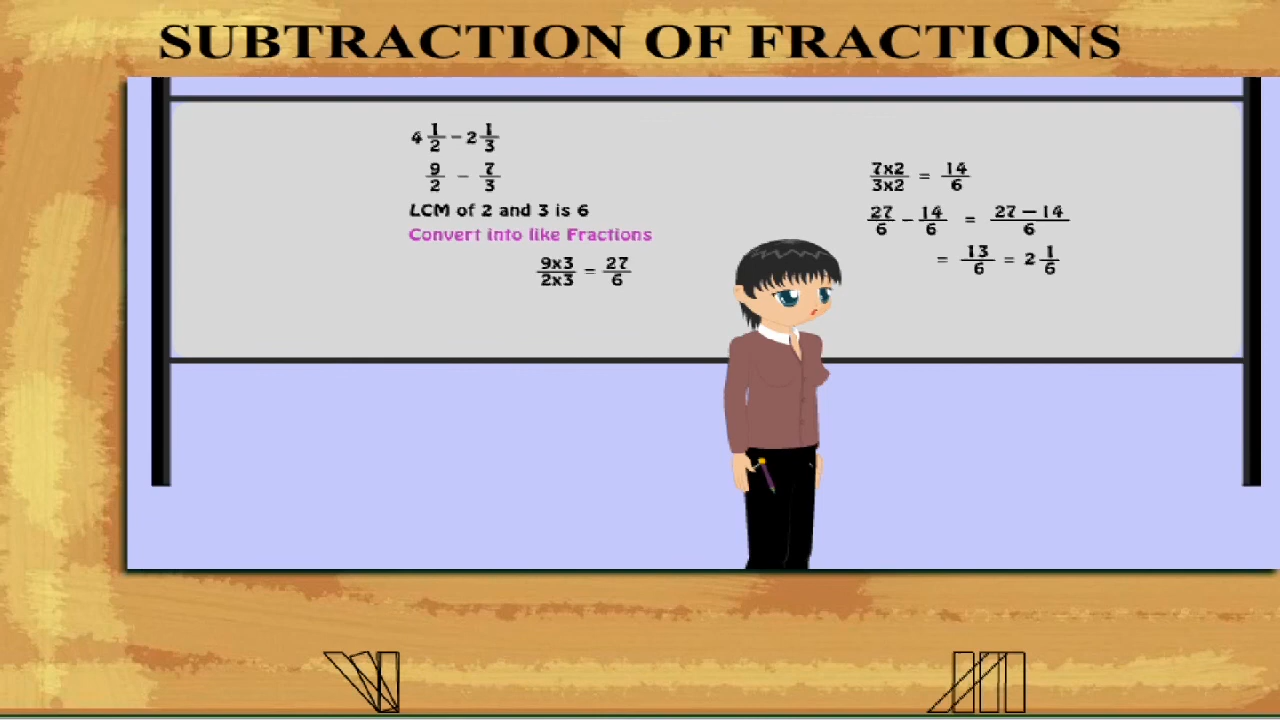 SUBTRACTION OF FRACTIONS
4 1/2 – 2 1/3
9/2 – 7/3
LCM of 2 and 3 is 6
Convert into like Fractions
9x3/2x3 = 27/6
7x2/3x2 = 14/6
27/6 – 14/6 = 27 – 14/6
= 13/6 = 2 1/6